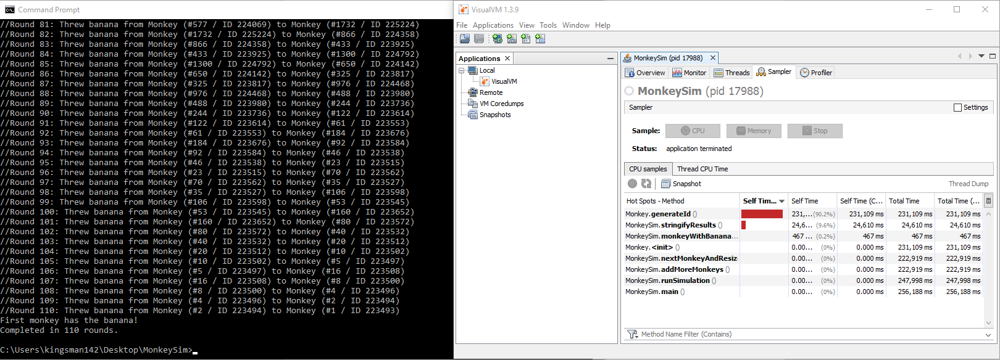 Command Prompt
//Round 81: Threw banana from Monkey (#577 / ID 224069) to Monkey (#1732 / ID 225224)
//Round 82: Threw banana from Monkey (#1732 / ID 225224) to Monkey (#866 / ID 224358)
//Round 83: Threw banana from Monkey (#866 / ID 224358) to Monkey (#433 / ID 223925)
//Round 84: Threw banana from Monkey (#433 / ID 223925) to Monkey (#1300 / ID 224792)
//Round 85: Threw banana from Monkey (#1300 / ID 224792) to Monkey (#650 / ID 224142)
//Round 86: Threw banana from Monkey (#650 / ID 224142) to Monkey (#325 / ID 223817)
//Round 87: Threw banana from Monkey (#325 / ID 223817) to Monkey (#976 / ID 224468)
//Round 88: Threw banana from Monkey (#976 / ID 224468) to Monkey (#488 / ID 223980)
//Round 89: Threw banana from Monkey (#488 / ID 223980) to Monkey (#244 / ID 223736)
//Round 90: Threw banana from Monkey (#244 / ID 223736) to Monkey (#122 / ID 223614)
//Round 91: Threw banana from Monkey (#122 / ID 223614) to Monkey (#61 / ID 223553)
//Round 92: Threw banana from Monkey (#61 / ID 223553) to Monkey (#184 / ID 223676)
//Round 93: Threw banana from Monkey (#184 / ID 223676) to Monkey (#92 / ID 223584)
//Round 94: Threw banana from Monkey (#92 / ID 223584) to Monkey (#46 / ID 223538)
//Round 95: Threw banana from Monkey (#46 / ID 223538) to Monkey (#23 / ID 223515)
//Round 96: Threw banana from Monkey (#23 / ID 223515) to Monkey (#70 / ID 223562)
//Round 97: Threw banana from Monkey (#70 / ID 223562) to Monkey (#35 / ID 223527)
//Round 98: Threw banana from Monkey (#35 / ID 223527) to Monkey (#106 / ID 223598)
//Round 99: Threw banana from Monkey (#106 / ID 223598) to Monkey (#53 / ID 223545)
//Round 100: Threw banana from Monkey (#53 / ID 223545) to Monkey (#160 / ID 223652)
//Round 101: Threw banana from Monkey (#160 / ID 223652) to Monkey (#80 / ID 223572)
//Round 102: Threw banana from Monkey (#80 / ID 223572) to Monkey (#40 / ID 223532)
//Round 103: Threw banana from Monkey (#40 / ID 223532) to Monkey (#20 / ID 223512)
//Round 104: Threw banana from Monkey (#20 / ID 223512) to Monkey (#10 / ID 223502)
//Round 105: Threw banana from Monkey (#10 / ID 223502) to Monkey (#5 / ID 223497)
//Round 106: Threw banana from Monkey (#5 / ID 223497) to Monkey (#16 / ID 223508)
//Round 107: Threw banana from Monkey (#16 / ID 223508) to Monkey (#8 / ID 223500)
//Round 108: Threw banana from Monkey (#8 / ID 223500) to Monkey (#4 / ID 223496)
//Round 109: Threw banana from Monkey (#4 / ID 223496) to Monkey (#2 / ID 223494)
//Round 110: Threw banana from Monkey (#2 / ID 223494) to Monkey (#1 / ID 223493)
First monkey has the banana!
Completed in 110 rounds.
C:\Users\kingsman142\Desktop\MonkeySim>
VisualVM 1.3.9
File Applications View Tools Window Help
Applications
Local
VisualVM
Remote
VM Coredumps
Snapshots
MonkeySim (pid 17988)
Overview Monitor Threads Sampler Profiler
MonkeySim (pid 17988)
Sampler Settings
Sample: CPU Memory Stop
Status: application terminated
CPU samples Thread CPU Time
Snapshot Thread Dump
Hot Spots - Method Self Tim... Self Time Self Time (C... Total Time Total Time (...
Monkey.generateId () 231,... (90.2%) 231,109 ms 231,109 ms 231,109 ms
MonkeySim.stringifyResults () 24,6... (9.6%) 24,610 ms 24,610 ms 24,610 ms
MonkeySim.monkeyWithBanana... 467 ... (0.2%) 467 ms 467 ms 467 ms
Monkey.<init> () 0.00... (0%) 0.000 ms 231,109 ms 231,109 ms
MonkeySim.nextMonkeyAndResize 0.00... (0%) 0.000 ms 222,919 ms 222,919 ms
MonkeySim.addMoreMonkeys () 0.00... (0%) 0.000 ms 222,919 ms 222,919 ms
MonkeySim.runSimulation () 0.00... (0%) 0.000 ms 247,998 ms 247,998 ms
MonkeySim.main () 0.00... (0%) 0.000 ms 256,188 ms 256,188 ms
Method Name Filter (Contains)